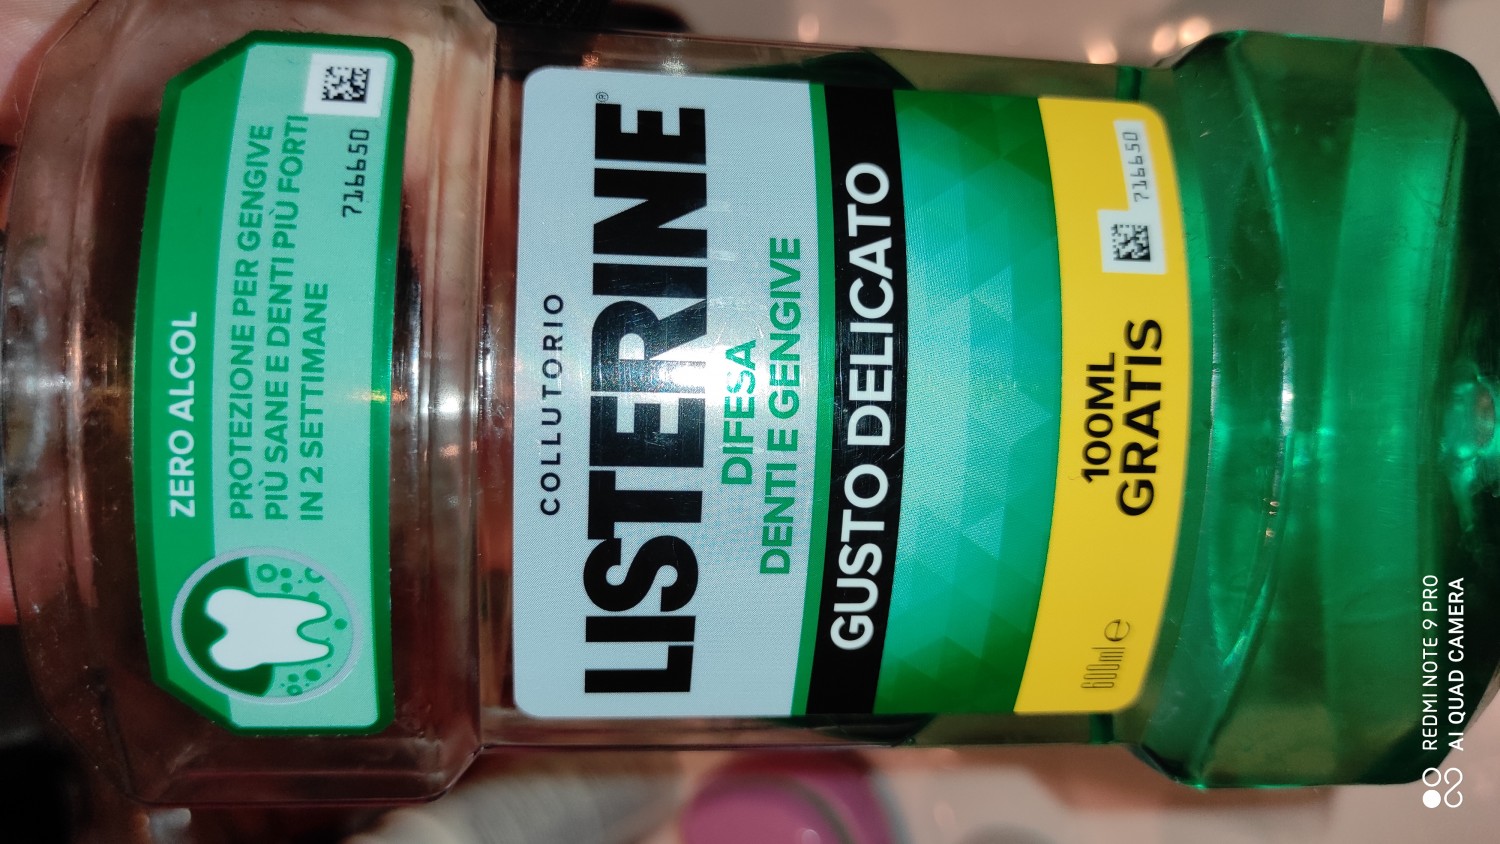 ZERO ALCOL
PROTEZIONE PER GENGIVE
PIÙ SANE E DENTI PIÙ FORTI
IN 2 SETTIMANE
716650
COLLUTORIO
LISTERINE®
DIFESA
DENTI E GENGIVE
GUSTO DELICATO
100ML
GRATIS
600ml e
716650
REDMI NOTE 9 PRO
AI QUAD CAMERA